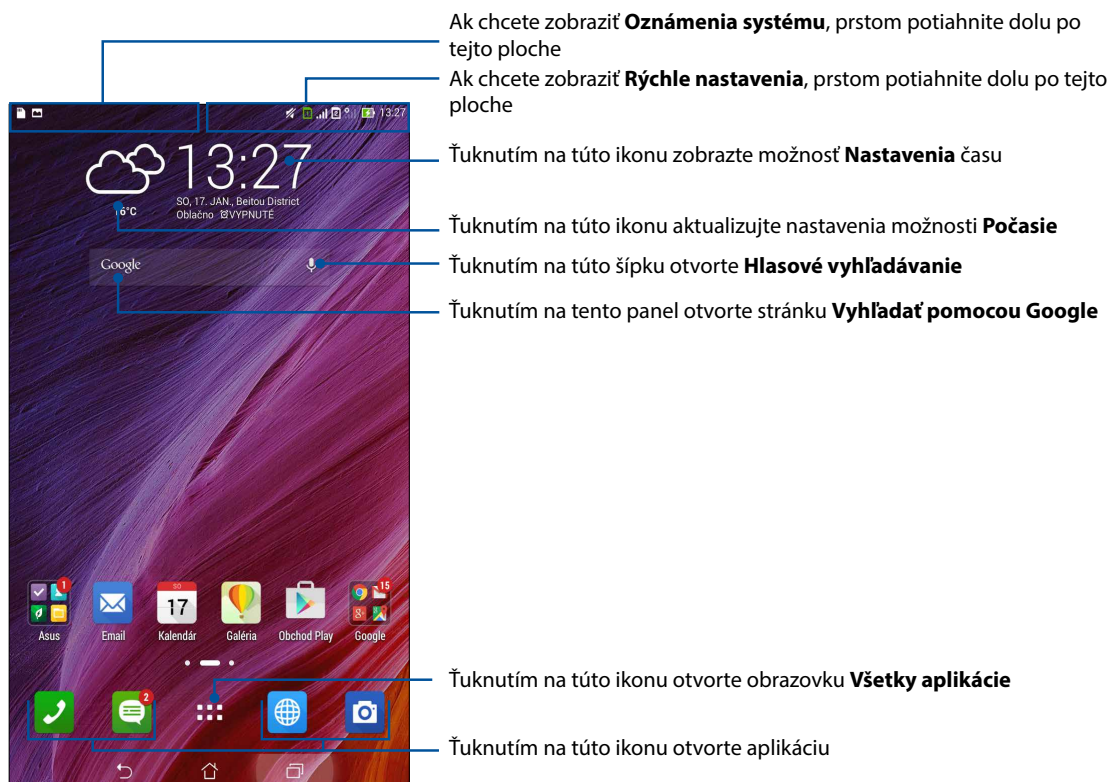 Ak chcete zobraziť Oznámenia systému, prstom potiahnite dolu po
tejto ploche
Ak chcete zobraziť Rýchle nastavenia, prstom potiahnite dolu po tejto
ploche
13:27
13:27
SO, 17. JAN., Beitou District
Oblačno VYPNUTÉ
16°C
Ťuknutím na túto ikonu zobrazte možnosť Nastavenia času
Ťuknutím na túto ikonu aktualizujte nastavenia možnosti Počasie
Google
Ťuknutím na túto šípku otvorte Hlasové vyhľadávanie
Ťuknutím na tento panel otvorte stránku Vyhľadať pomocou Google
1
SO
17
15
Asus
Email
Kalendár
Galéria
Obchod Play
Google
2
Ťuknutím na túto ikonu otvorte obrazovku Všetky aplikácie
Ťuknutím na túto ikonu otvorte aplikáciu